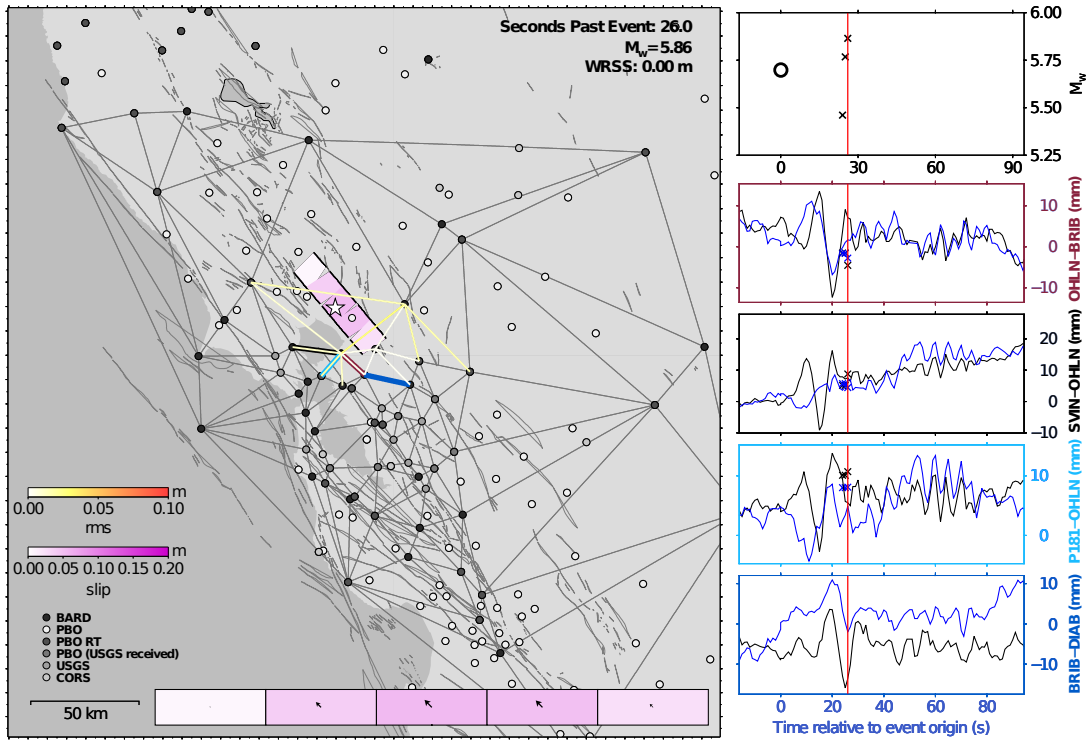 Seconds Past Event: 26.0
Mw=5.86
WRSS: 0.00 m
m
0.00 0.05 0.10
rms
m
0.00 0.05 0.10 0.15 0.20
slip
BARD
PBO
PBO RT
PBO (USGS received)
USGS
CORS
50 km
6.00
5.75
5.50
5.25
Mw
0 30 60 90
10
0
−10
OHLN−BRIB (mm)
20
10
0
−10
SVIN−OHLN (mm)
10
0
P181−OHLN (mm)
10
0
−10
BRIB−DIAB (mm)
0 20 40 60 80
Time relative to event origin (s)